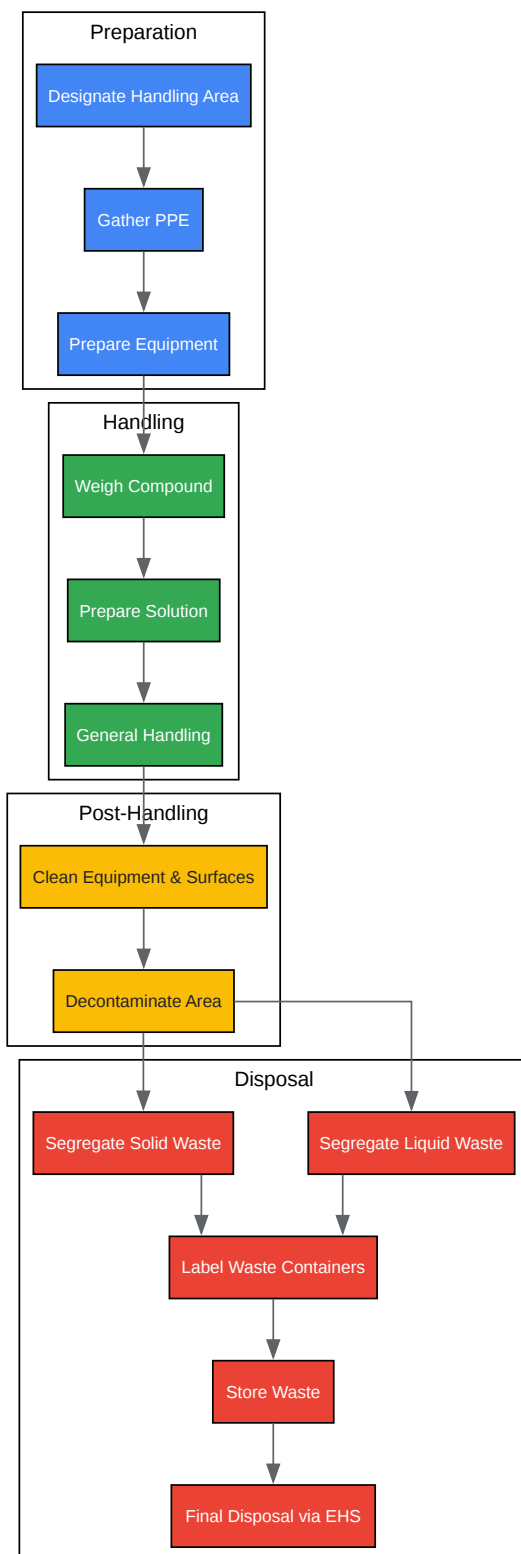 Preparation
Designate Handling Area
Gather PPE
Prepare Equipment
Handling
Weigh Compound
Prepare Solution
General Handling
Post-Handling
Clean Equipment & Surfaces
Decontaminate Area
Disposal
Segregate Solid Waste
Segregate Liquid Waste
Label Waste Containers
Store Waste
Final Disposal via EHS